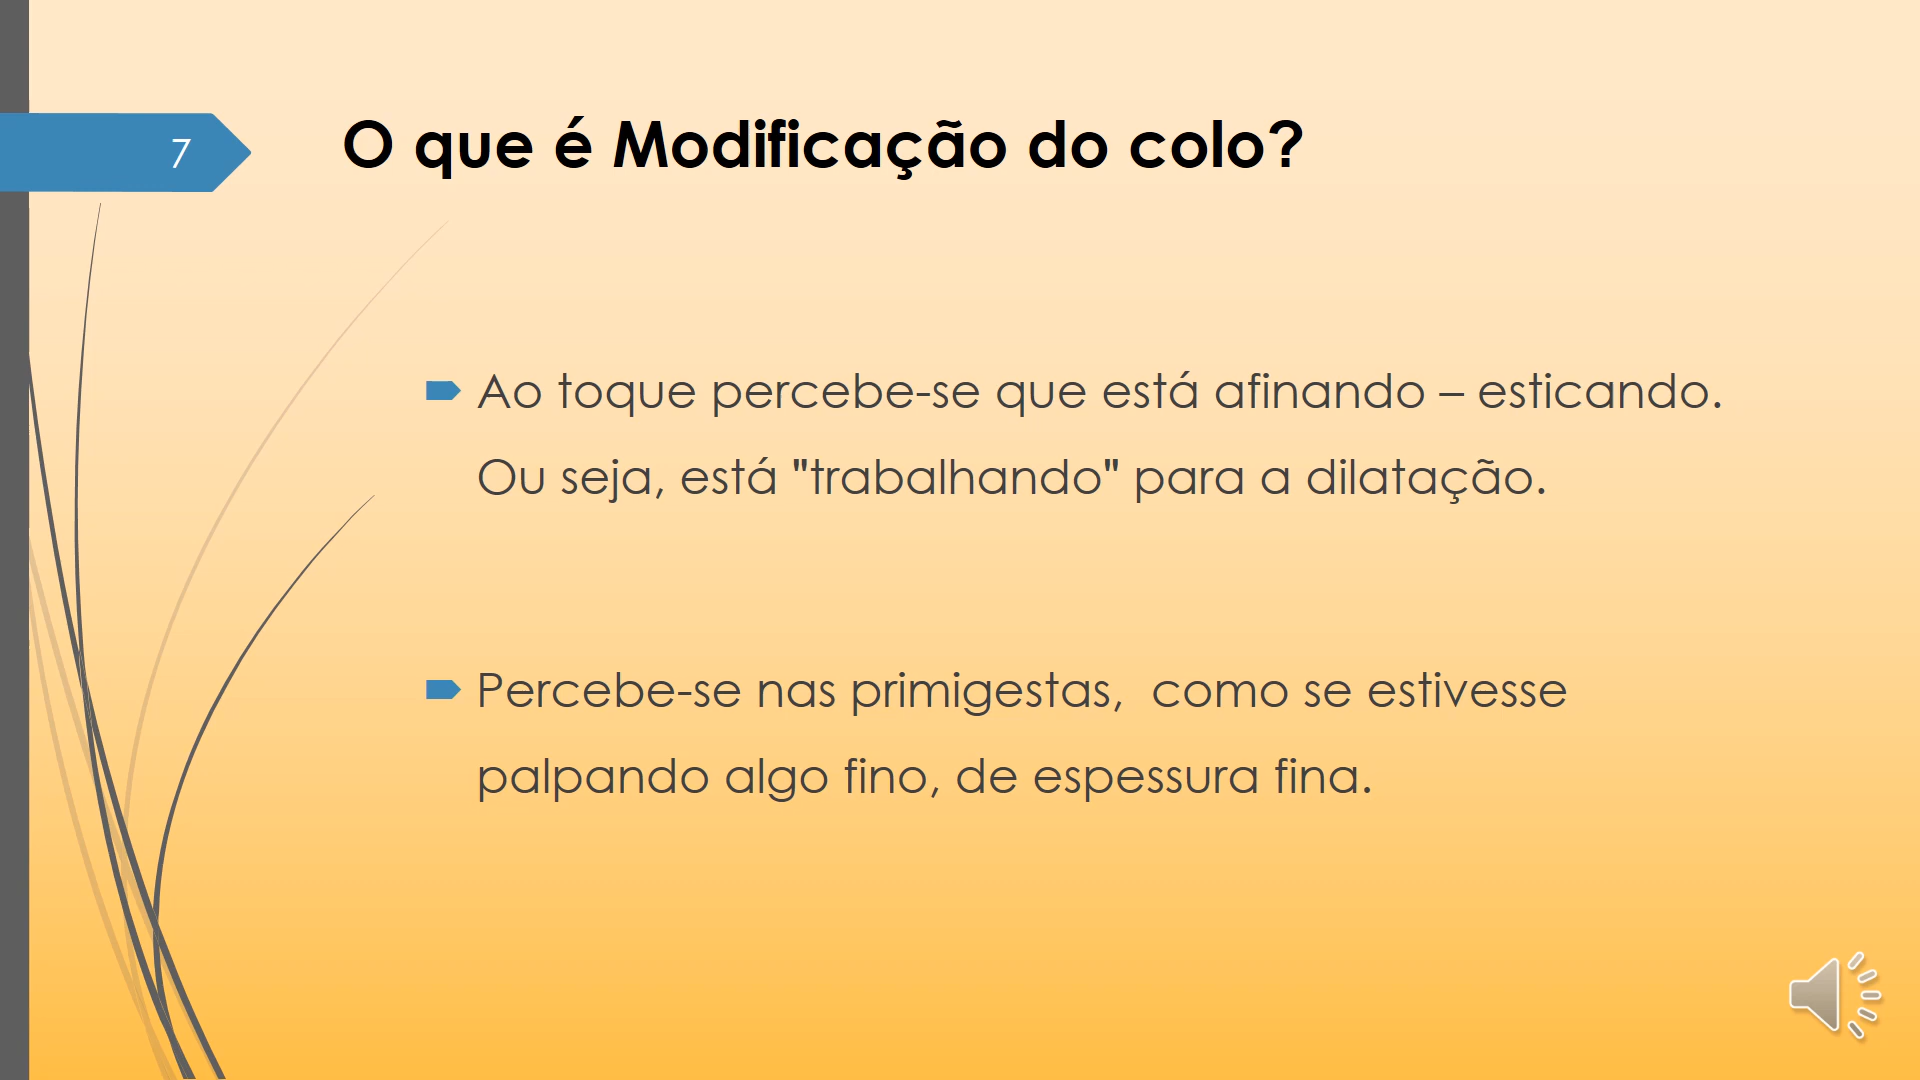 7
O que é Modificação do colo?
Ao toque percebe-se que está afinando – esticando.
Ou seja, está "trabalhando" para a dilatação.
Percebe-se nas primigestas,  como se estivesse
palpando algo fino, de espessura fina.